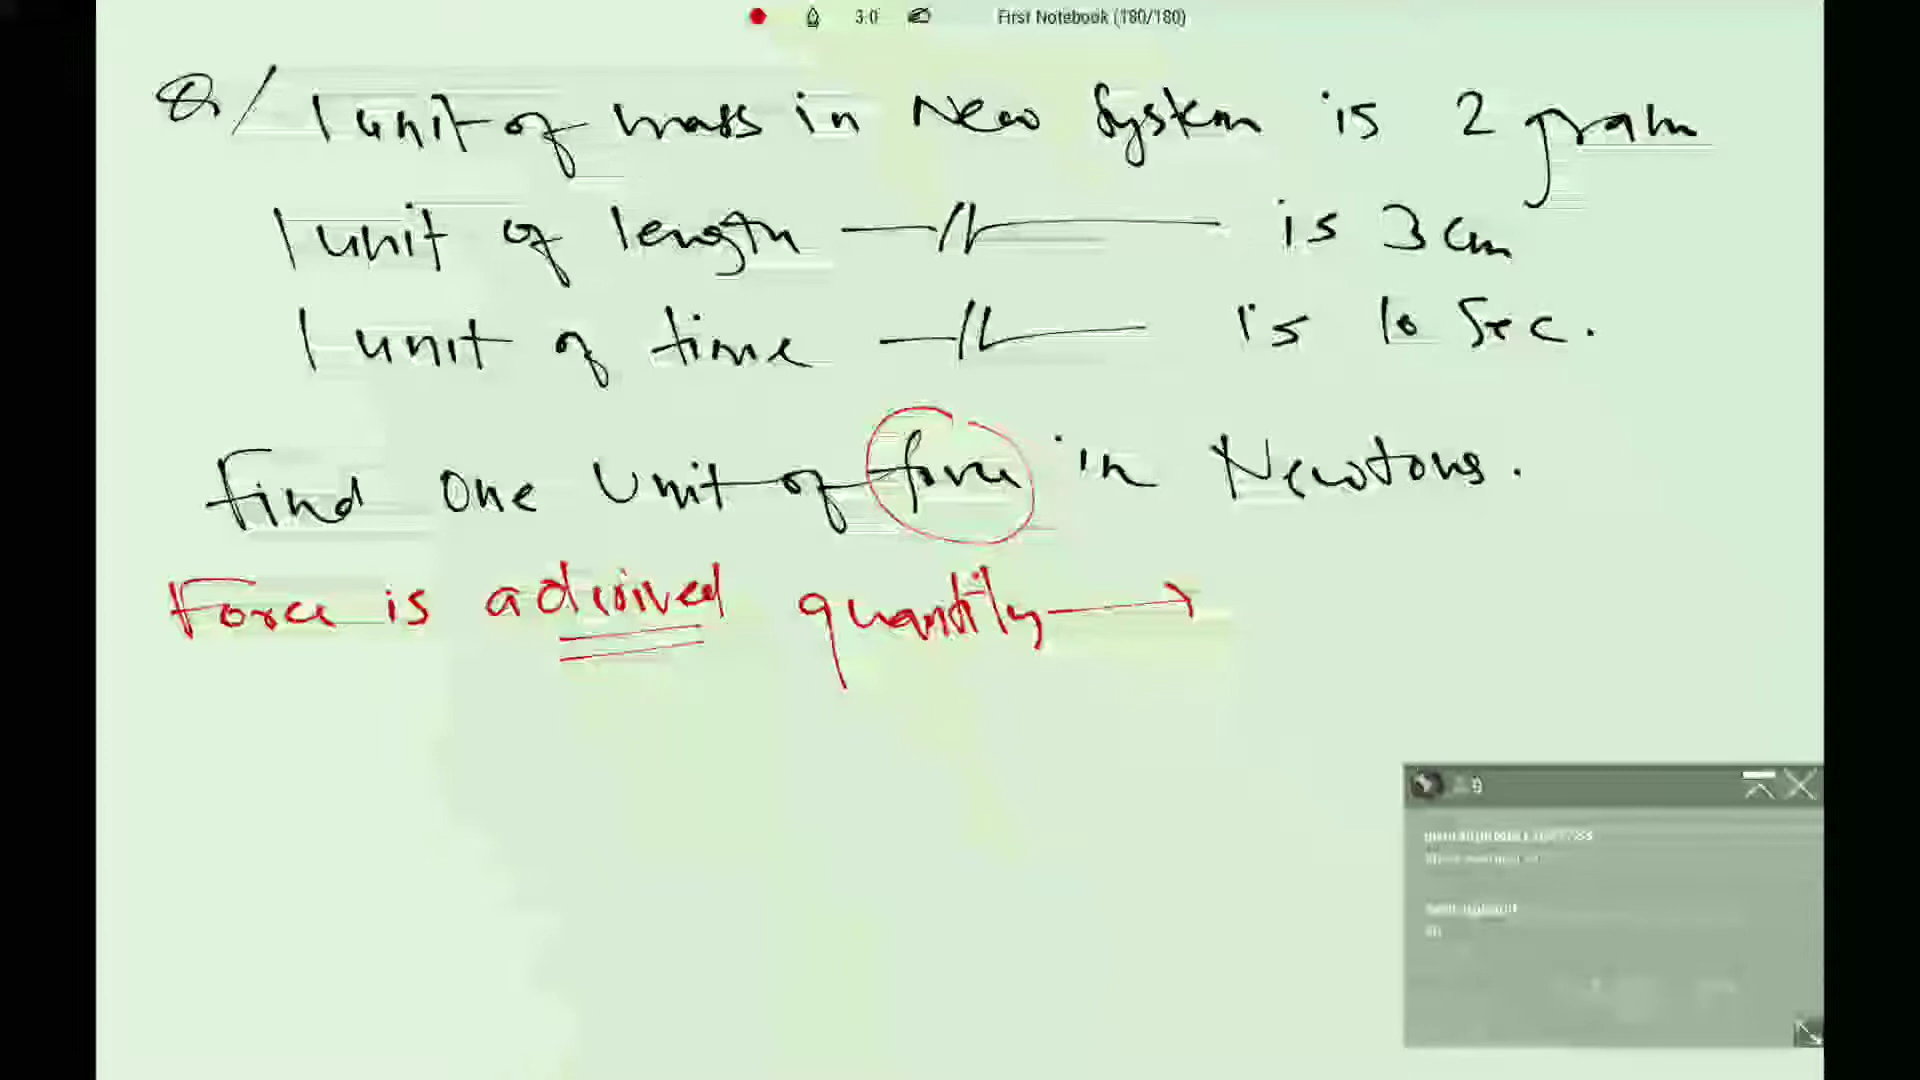 3.0 First Notebook (180/180)
Q/ 1 unit of mass in New System is 2 gram
1 unit of length —//— is 3 cm
1 unit of time —//— is 10 Sec.
Find One Unit of force in Newtons.
Force is a derived quantity →